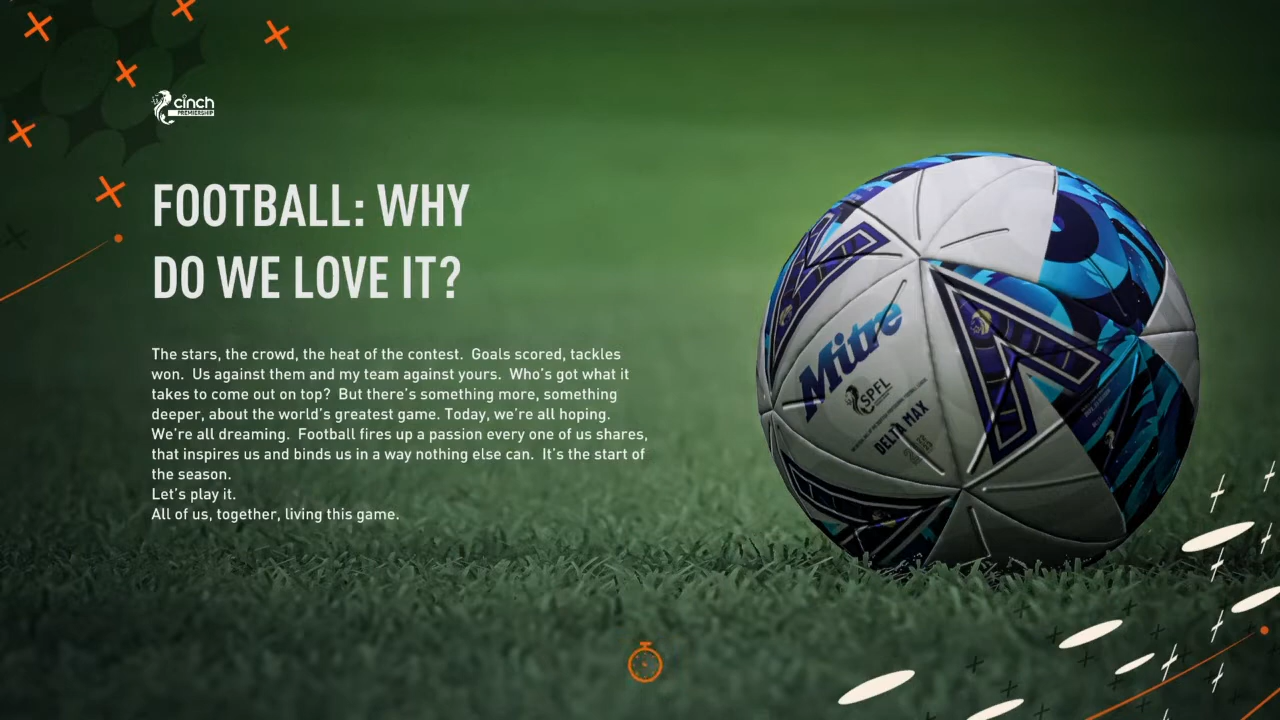 cinch
PREMIERSHIP
FOOTBALL: WHY
DO WE LOVE IT?
The stars, the crowd, the heat of the contest.  Goals scored, tackles
won.  Us against them and my team against yours.  Who's got what it
takes to come out on top?  But there's something more, something
deeper, about the world's greatest game. Today, we're all hoping.
We're all dreaming.  Football fires up a passion every one of us shares,
that inspires us and binds us in a way nothing else can.  It's the start of
the season.
Let's play it.
All of us, together, living this game.
Mitre
SPFL
DELTA MAX